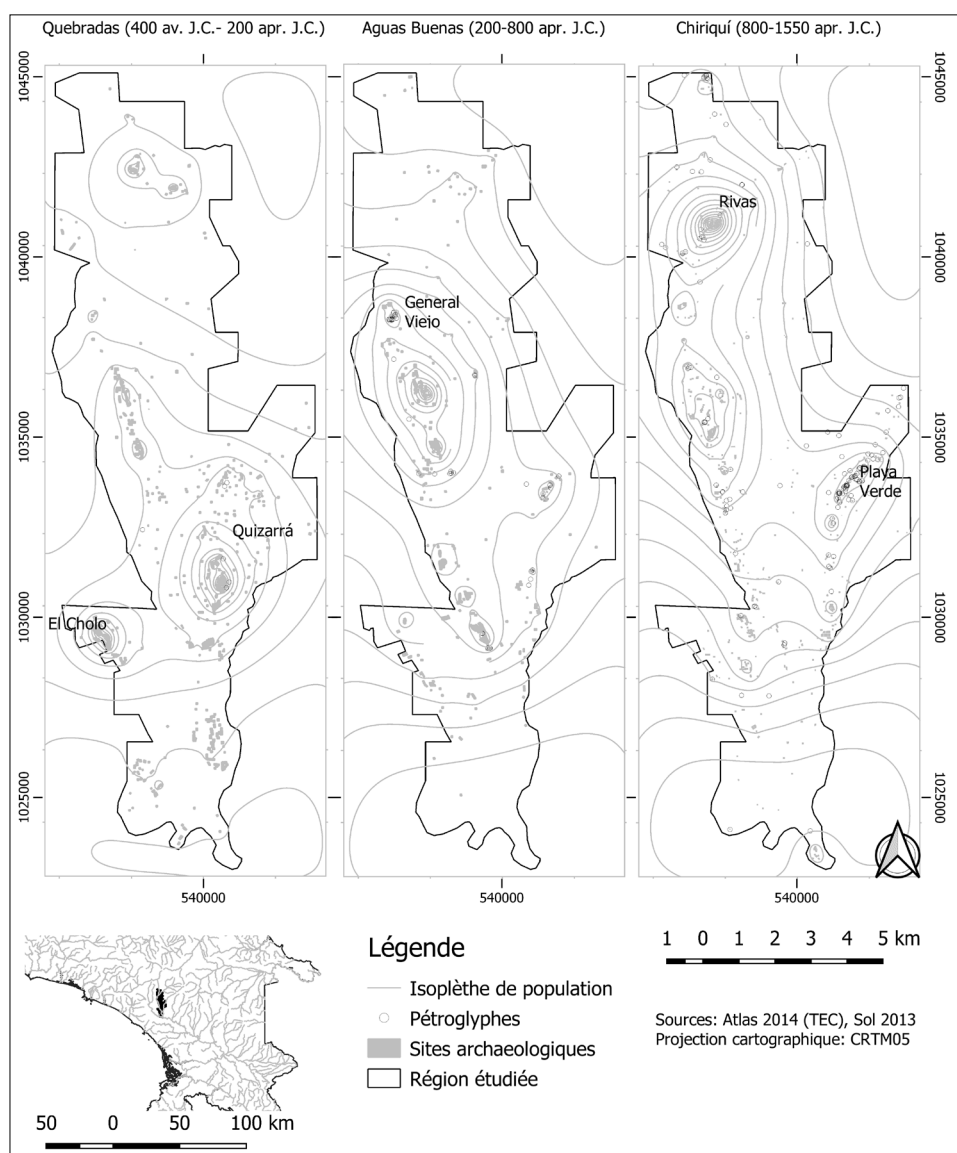 Quebradas (400 av. J.C.- 200 apr. J.C.)
Aguas Buenas (200-800 apr. J.C.)
Chiriquí (800-1550 apr. J.C.)
1045000
1040000
1035000
1030000
1025000
1045000
1040000
1035000
1030000
1025000
Quizarrá
El Cholo
General
Viejo
Rivas
Playa
Verde
540000
540000
540000
Légende
Isoplèthe de population
Pétroglyphes
Sites archaeologiques
Région étudiée
1 0 1 2 3 4 5 km
Sources: Atlas 2014 (TEC), Sol 2013
Projection cartographique: CRTM05
50 0 50 100 km